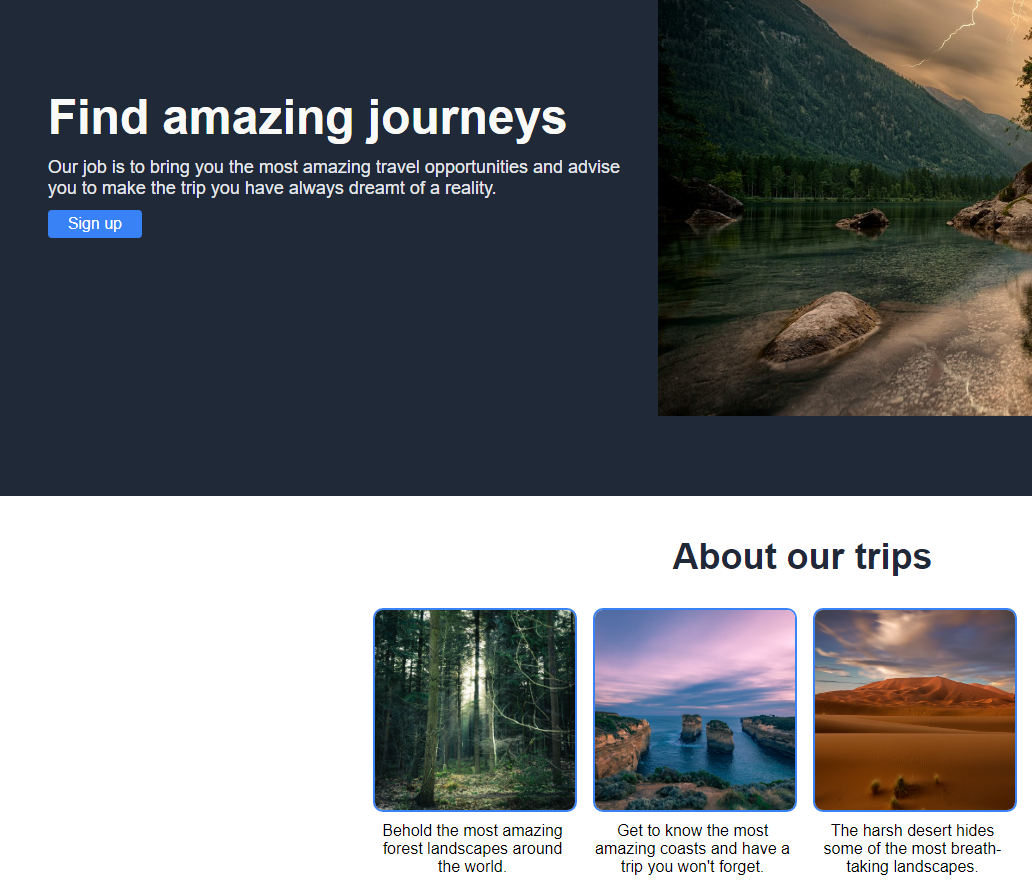 Find amazing journeys
Our job is to bring you the most amazing travel opportunities and advise
you to make the trip you have always dreamt of a reality.
Sign up
About our trips
Behold the most amazing
forest landscapes around
the world.
Get to know the most
amazing coasts and have a
trip you won't forget.
The harsh desert hides
some of the most breath-
taking landscapes.